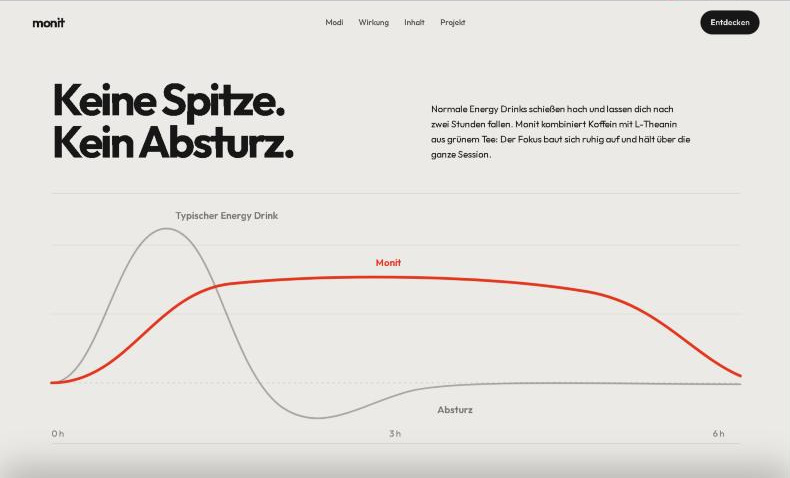 monit
Modi
Wirkung
Inhalt
Projekt
Entdecken
Keine Spitze.
Kein Absturz.
Normale Energy Drinks schießen hoch und lassen dich nach
zwei Stunden fallen. Monit kombiniert Koffein mit L-Theanin
aus grünem Tee: Der Fokus baut sich ruhig auf und hält über die
ganze Session.
Typischer Energy Drink
Monit
Absturz
0 h
3 h
6 h